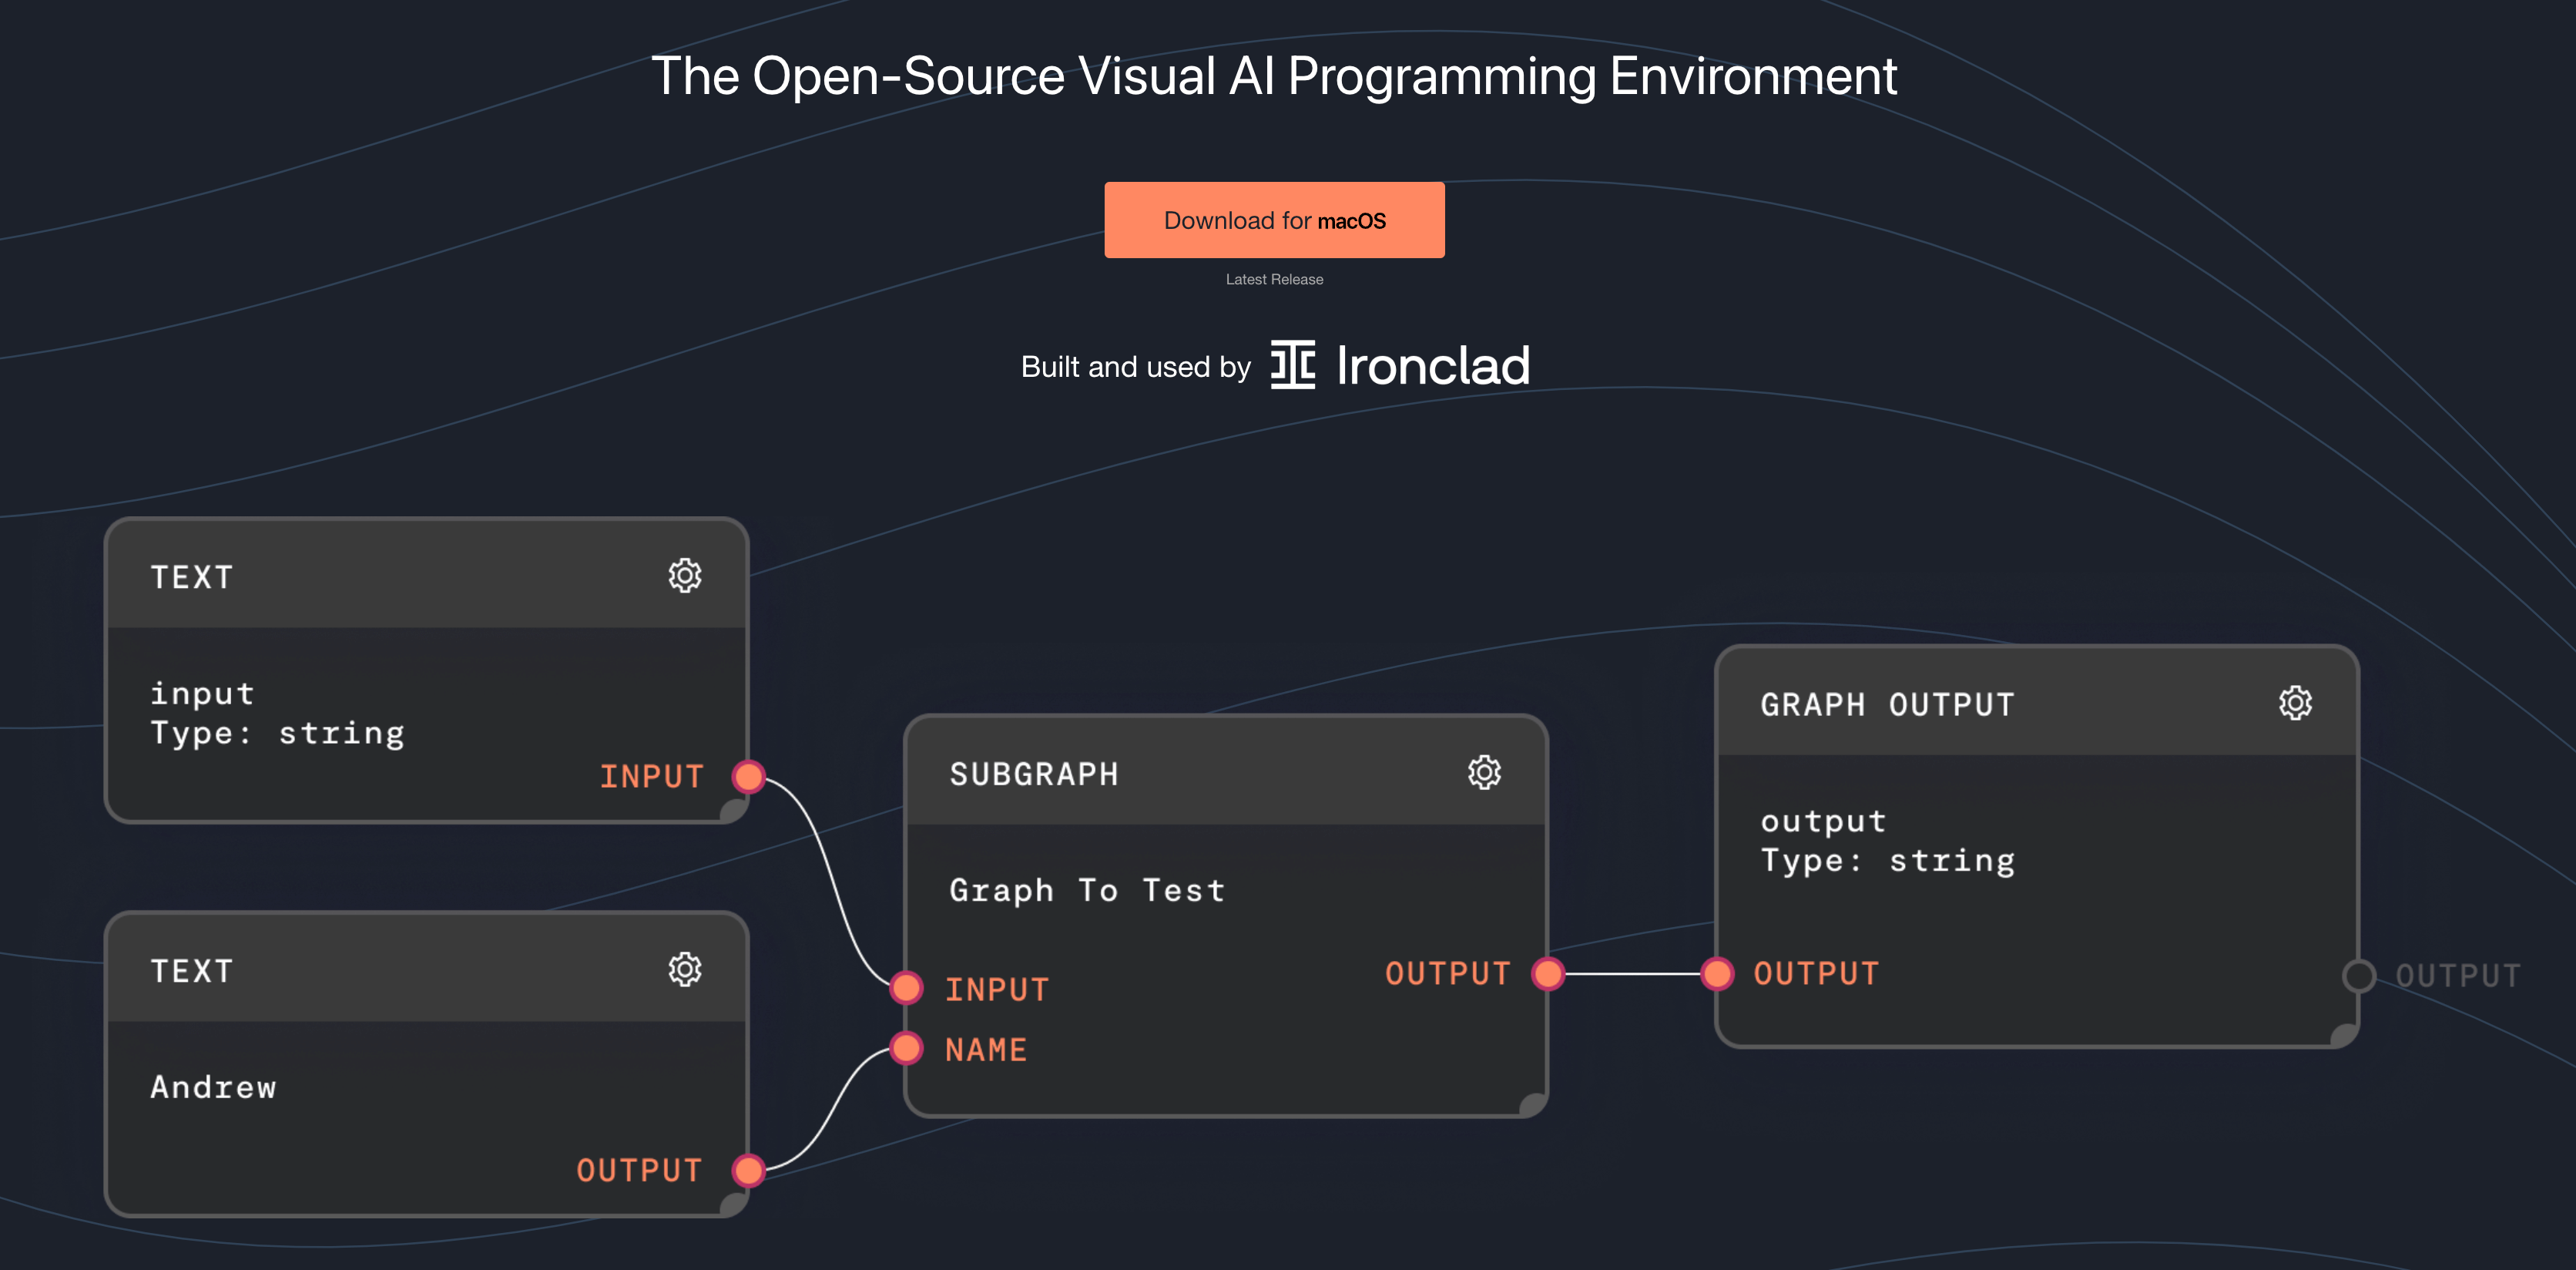 The Open-Source Visual AI Programming Environment
Download for macOS
Latest Release
Built and used by Ironclad
TEXT
input
Type: string
INPUT
TEXT
Andrew
OUTPUT
SUBGRAPH
Graph To Test
INPUT
OUTPUT
NAME
GRAPH OUTPUT
output
Type: string
OUTPUT
OUTPUT